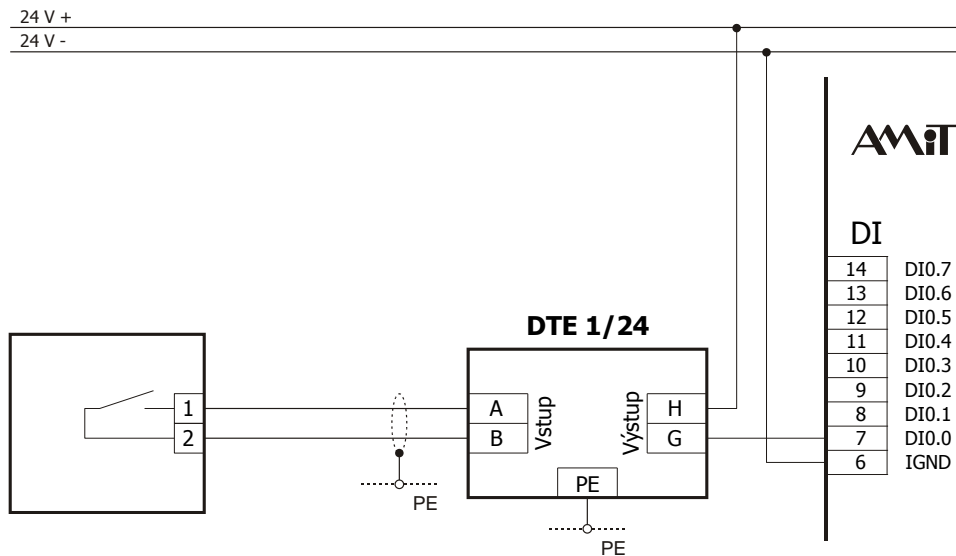 24 V +
24 V -
AMiT
DI
14 DI0.7
13 DI0.6
12 DI0.5
11 DI0.4
10 DI0.3
9 DI0.2
8 DI0.1
7 DI0.0
6 IGND
DTE 1/24
1
2
A
B
Vstup
Výstup
H
G
PE
PE
PE